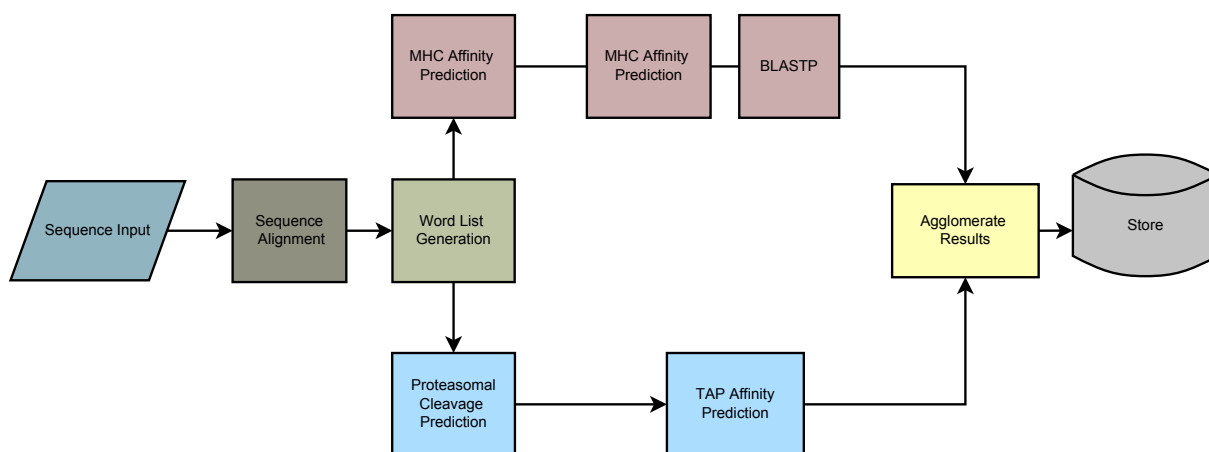 MHC Affinity
Prediction
MHC Affinity
Prediction
BLASTP
Sequence Input
Sequence
Alignment
Word List
Generation
Agglomerate
Results
Store
Proteasomal
Cleavage
Prediction
TAP Affinity
Prediction